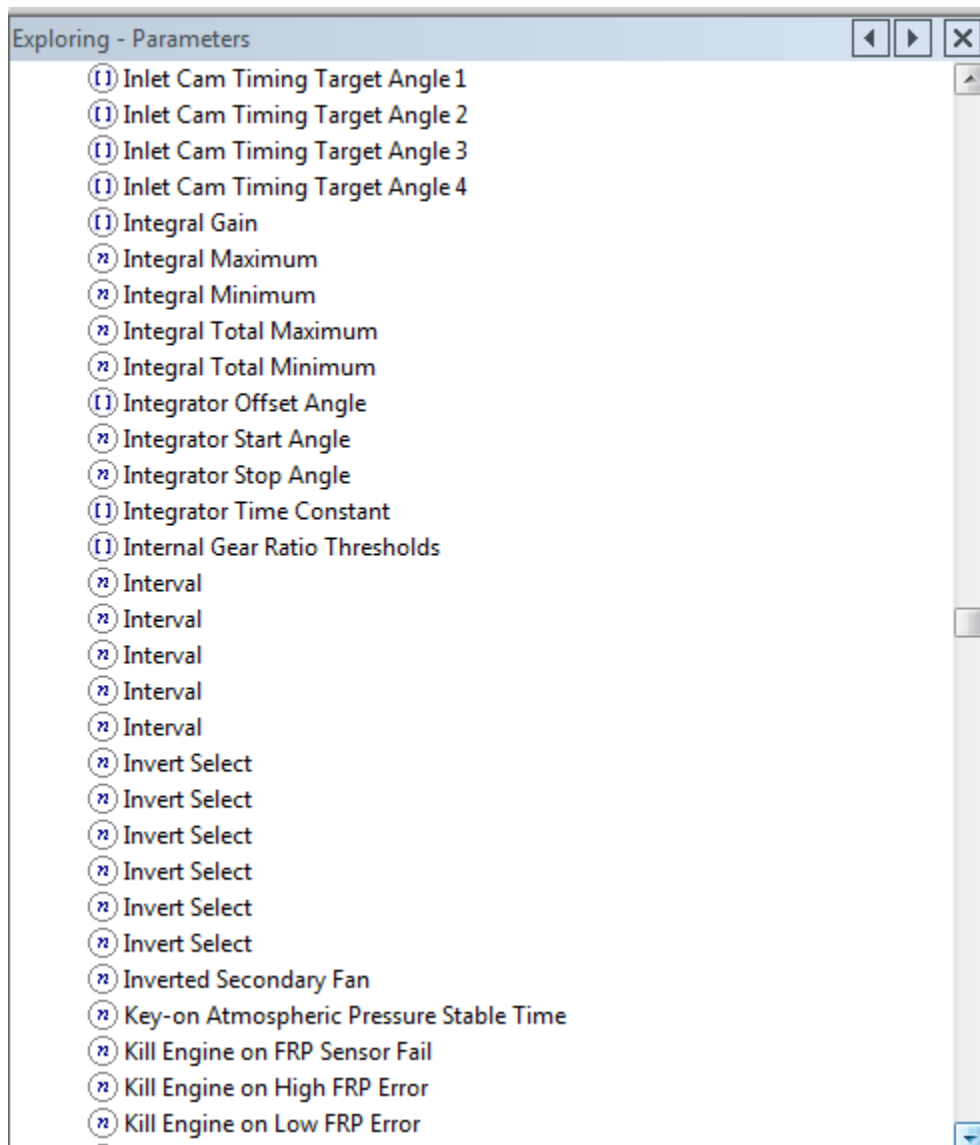 Exploring - Parameters
Inlet Cam Timing Target Angle 1
Inlet Cam Timing Target Angle 2
Inlet Cam Timing Target Angle 3
Inlet Cam Timing Target Angle 4
Integral Gain
Integral Maximum
Integral Minimum
Integral Total Maximum
Integral Total Minimum
Integrator Offset Angle
Integrator Start Angle
Integrator Stop Angle
Integrator Time Constant
Internal Gear Ratio Thresholds
Interval
Interval
Interval
Interval
Interval
Invert Select
Invert Select
Invert Select
Invert Select
Invert Select
Invert Select
Inverted Secondary Fan
Key-on Atmospheric Pressure Stable Time
Kill Engine on FRP Sensor Fail
Kill Engine on High FRP Error
Kill Engine on Low FRP Error